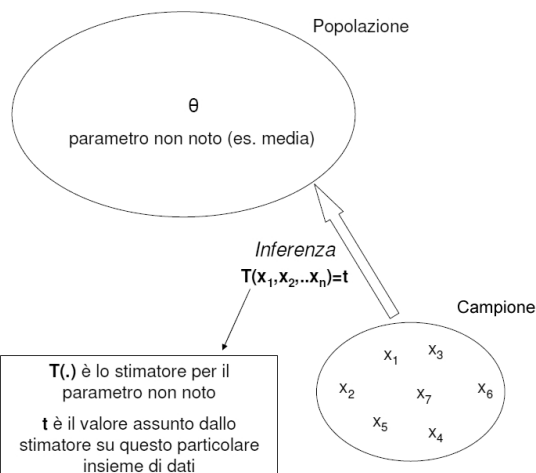 Popolazione
θ
parametro non noto (es. media)
Inferenza
T(x₁,x₂,..xₙ)=t
Campione
x₁
x₃
x₂
x₇
x₆
x₅
x₄
T(.) è lo stimatore per il
parametro non noto
t è il valore assunto dallo
stimatore su questo particolare
insieme di dati